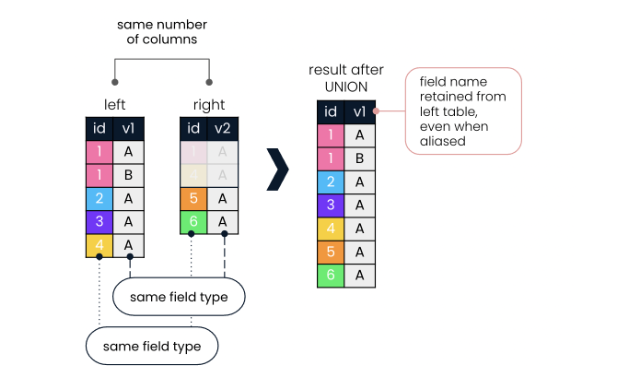 same number
of columns
left
right
id v1
1 A
1 B
2 A
3 A
4 A
id v2
1 A
4 A
5 A
6 A
same field type
same field type
result after
UNION
id v1
1 A
1 B
2 A
3 A
4 A
5 A
6 A
field name
retained from
left table,
even when
aliased